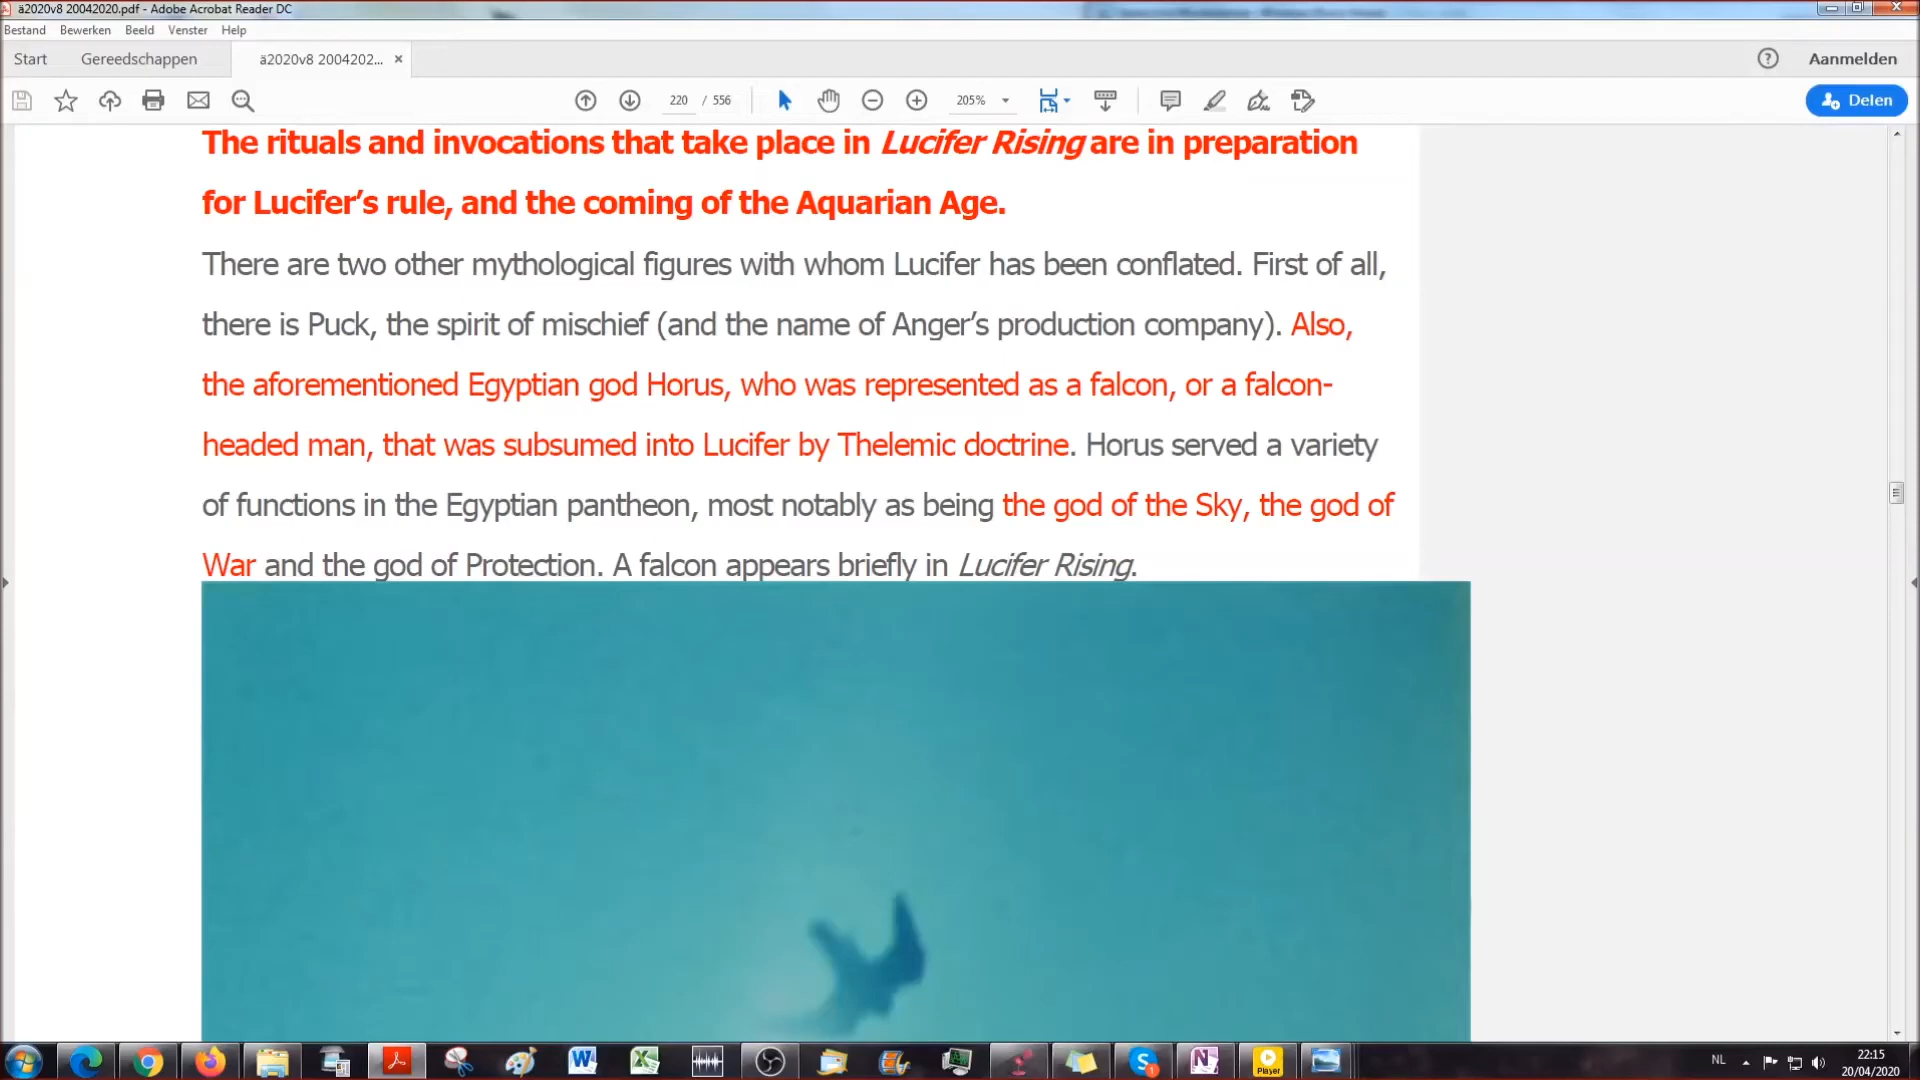 ä2020v8 20042020.pdf - Adobe Acrobat Reader DC
Bestand Bewerken Beeld Venster Help
Start Gereedschappen ä2020v8 2004202... × ? Aanmelden
220 / 556 205% Delen
The rituals and invocations that take place in Lucifer Rising are in preparation
for Lucifer’s rule, and the coming of the Aquarian Age.
There are two other mythological figures with whom Lucifer has been conflated. First of all,
there is Puck, the spirit of mischief (and the name of Anger’s production company). Also,
the aforementioned Egyptian god Horus, who was represented as a falcon, or a falcon-
headed man, that was subsumed into Lucifer by Thelemic doctrine. Horus served a variety
of functions in the Egyptian pantheon, most notably as being the god of the Sky, the god of
War and the god of Protection. A falcon appears briefly in Lucifer Rising.
Player
NL 22:15
20/04/2020